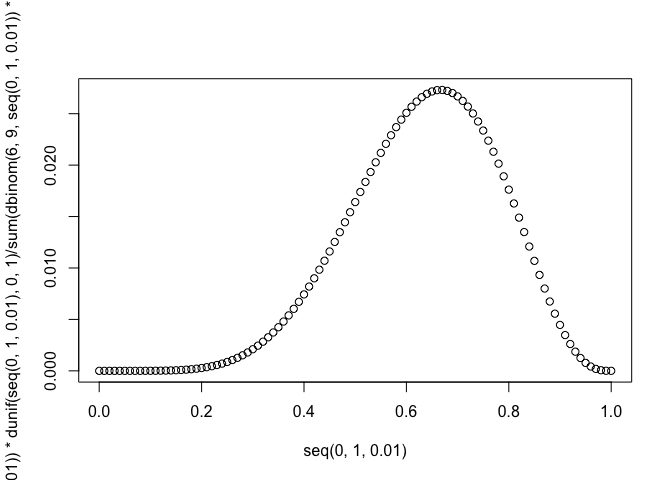 01)) * dunif(seq(0, 1, 0.01), 0, 1)/sum(dbinom(6, 9, seq(0, 1, 0.01)) *
0.020
0.010
0.000
0.0 0.2 0.4 0.6 0.8 1.0
seq(0, 1, 0.01)